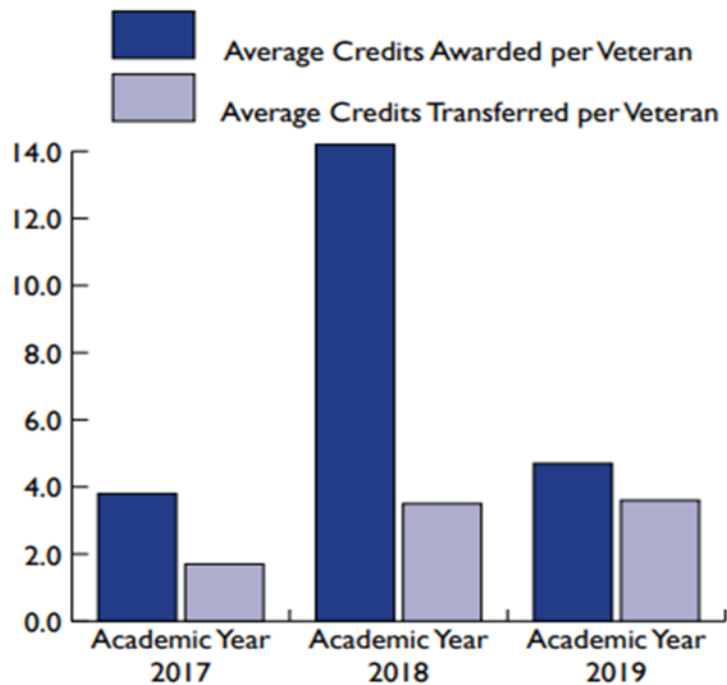 Average Credits Awarded per Veteran
Average Credits Transferred per Veteran
14.0
12.0
10.0
8.0
6.0
4.0
2.0
0.0
Academic Year Academic Year Academic Year
2017 2018 2019